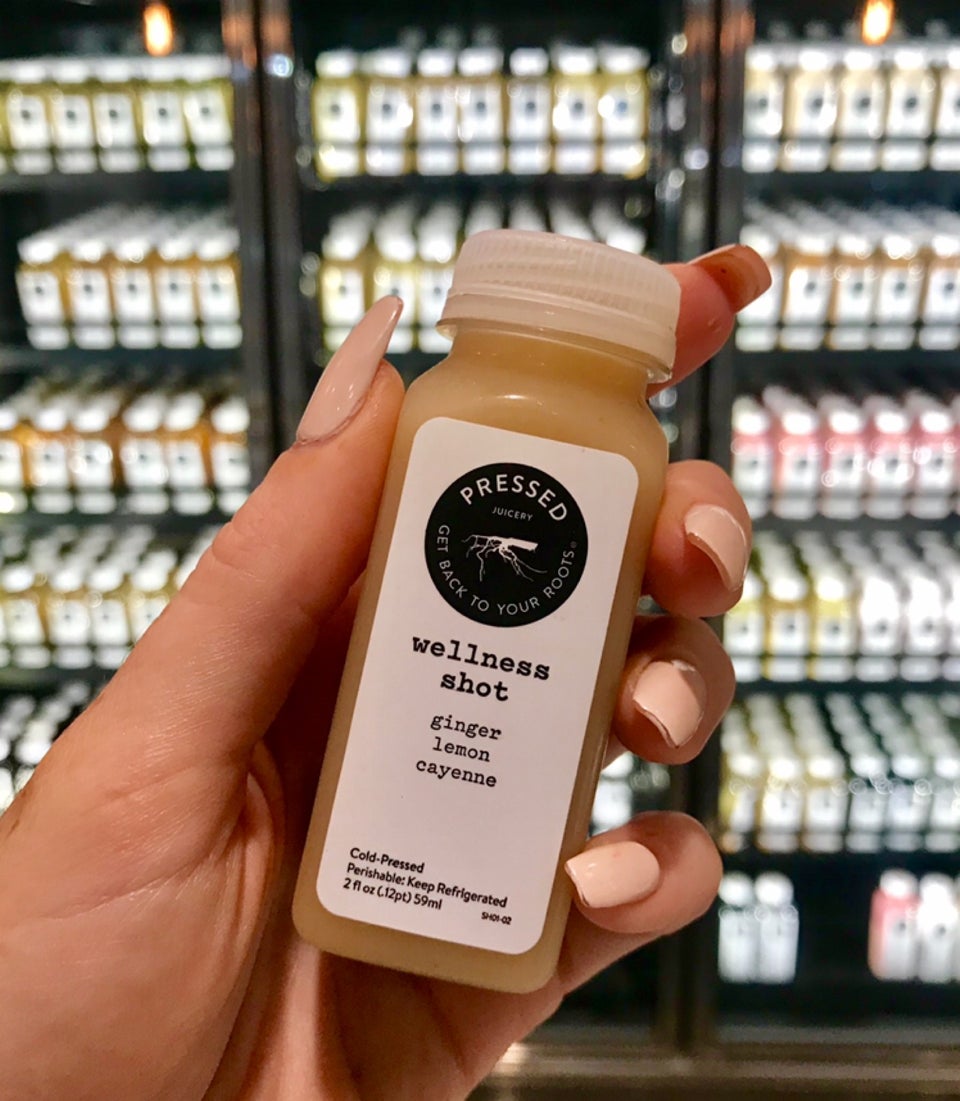 PRESSED
JUICERY
GET BACK TO YOUR ROOTS®
wellness
shot
ginger
lemon
cayenne
Cold-Pressed
Perishable: Keep Refrigerated
2 fl oz (.12pt) 59ml
SH01-02